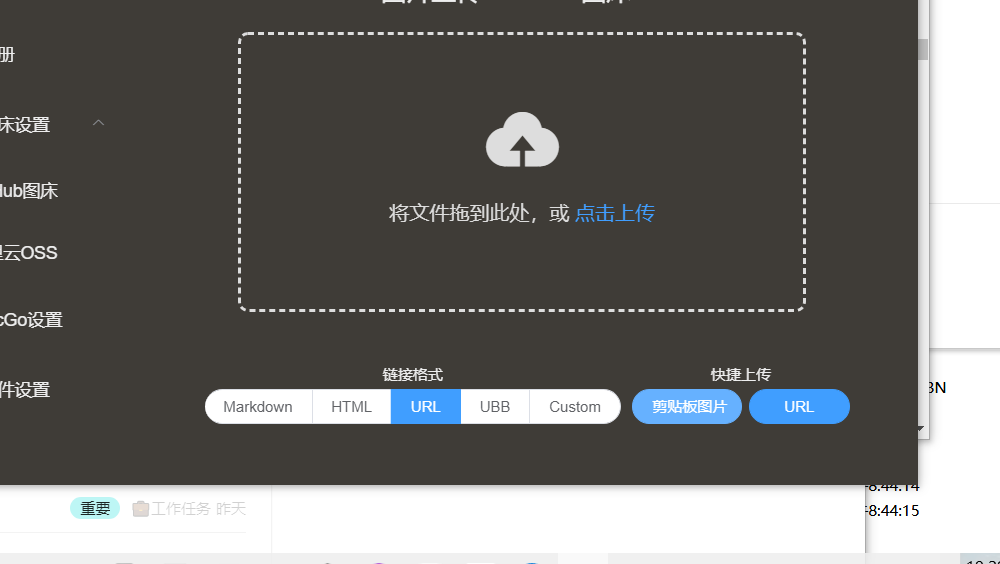 册
床设置
Hub图床
云OSS
cGo设置
件设置
将文件拖到此处，或 点击上传
链接格式
快捷上传
Markdown HTML URL UBB Custom 剪贴板图片 URL
BN
8:44:14
8:44:15
重要 工作任务 昨天